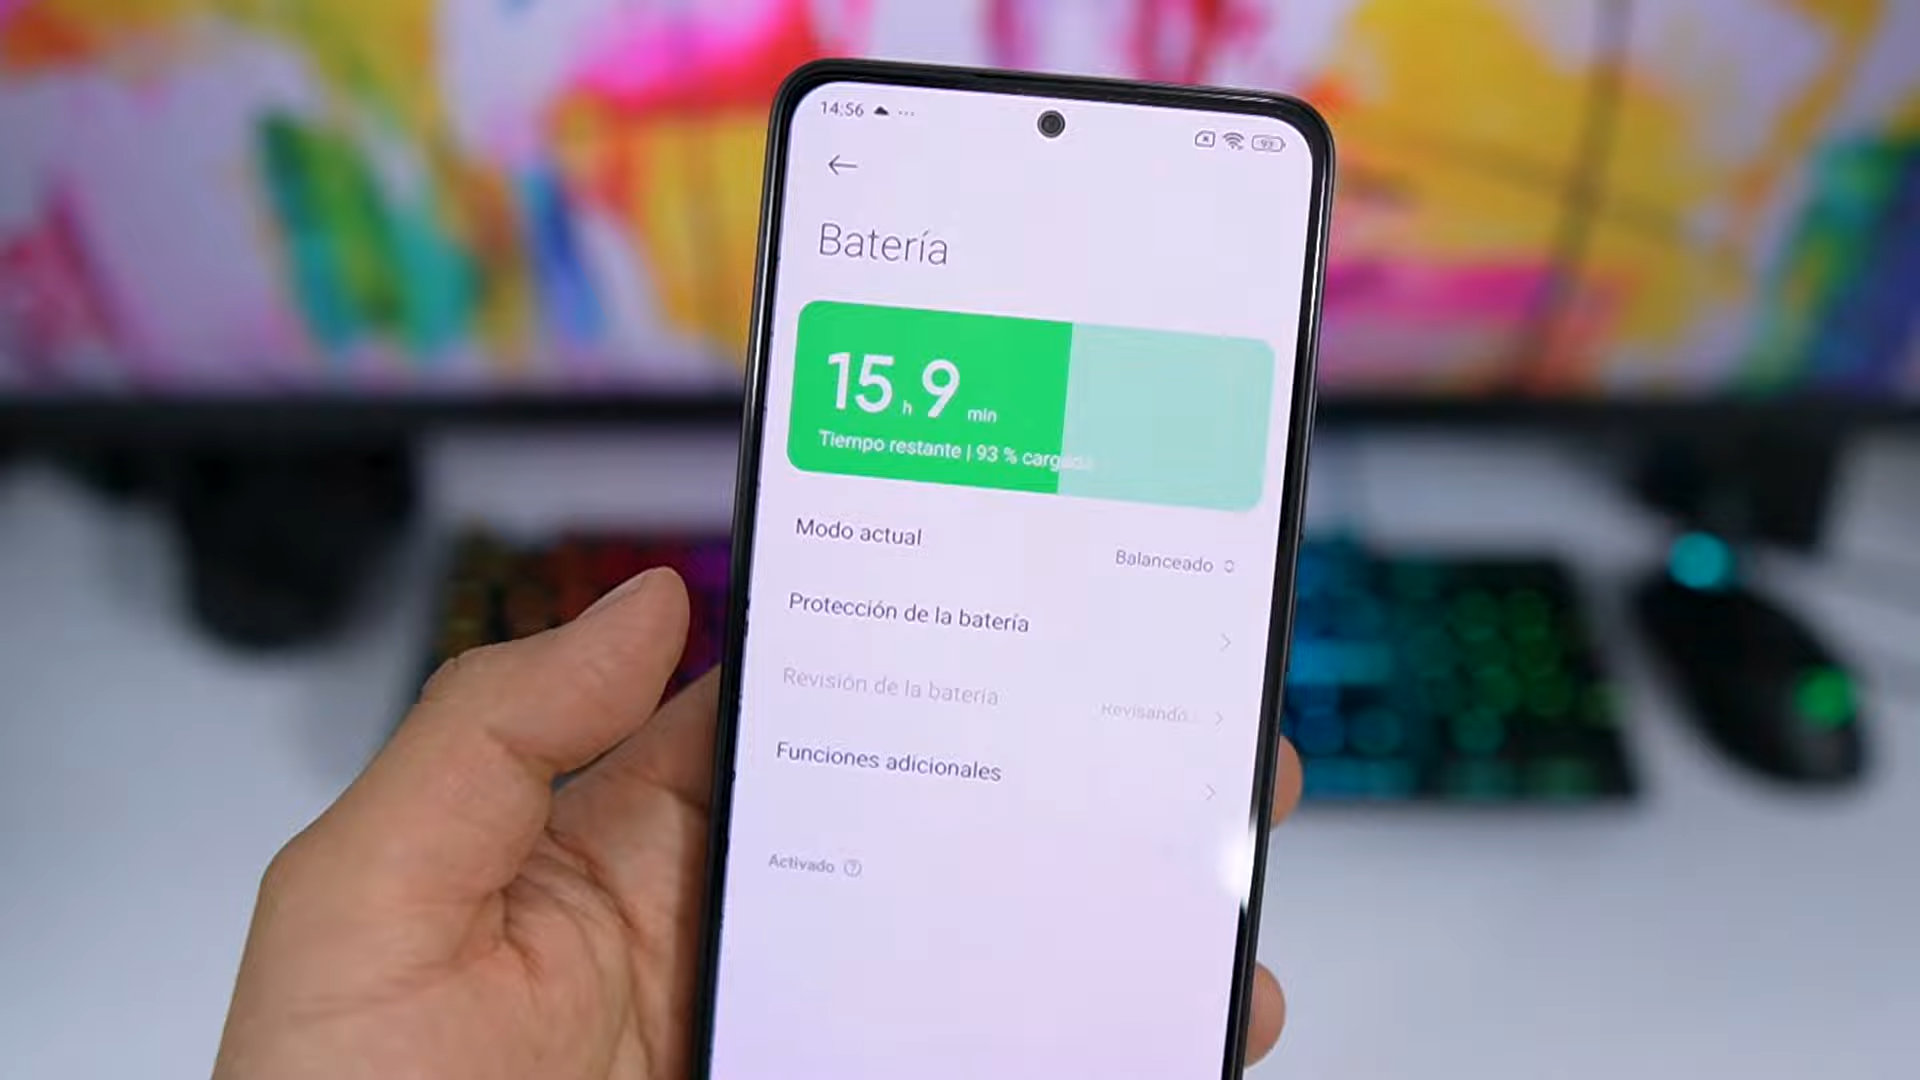 14:56 ...
93
Batería
15 h 9 min
Tiempo restante | 93 % cargada
Modo actual
Balanceado
Protección de la batería
Revisión de la batería
Revisando...
Funciones adicionales
Activado